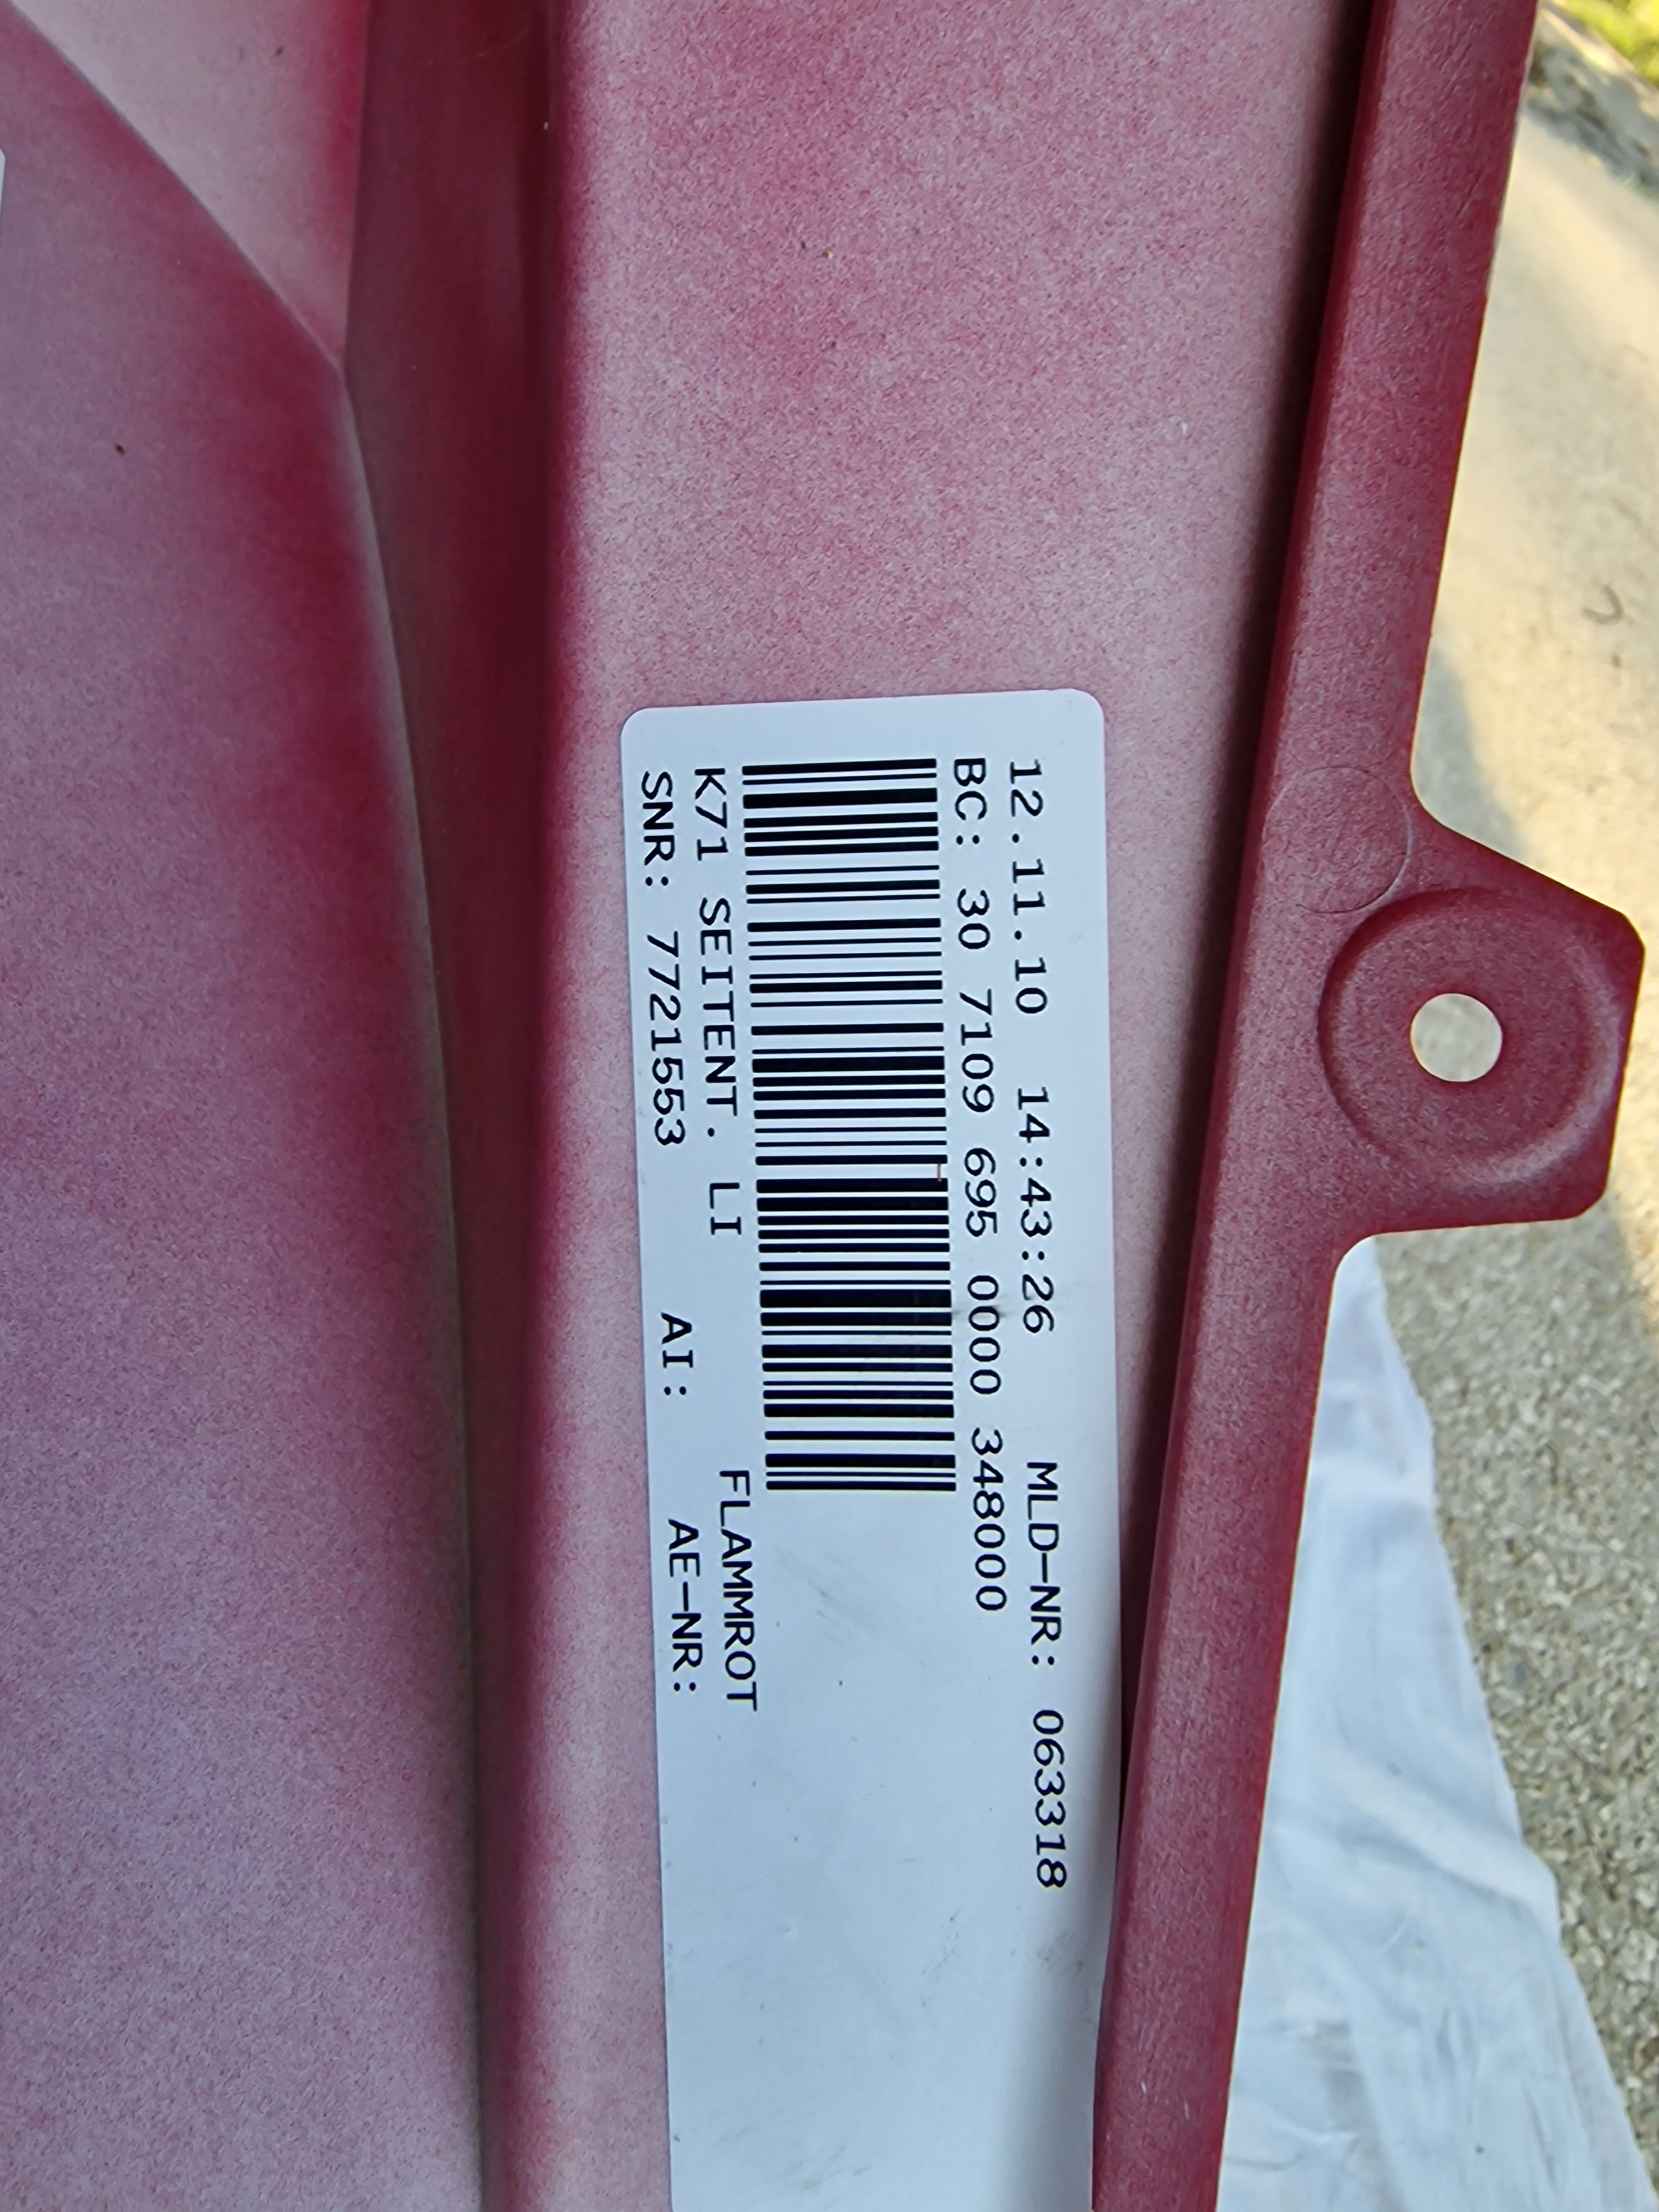 12.11.10 14:43:26 MLD-NR: 063318
BC: 30 7109 695 0000 348000
K71 SEITENT. LI FLAMMROT
SNR: 7721553 AI: AE-NR: